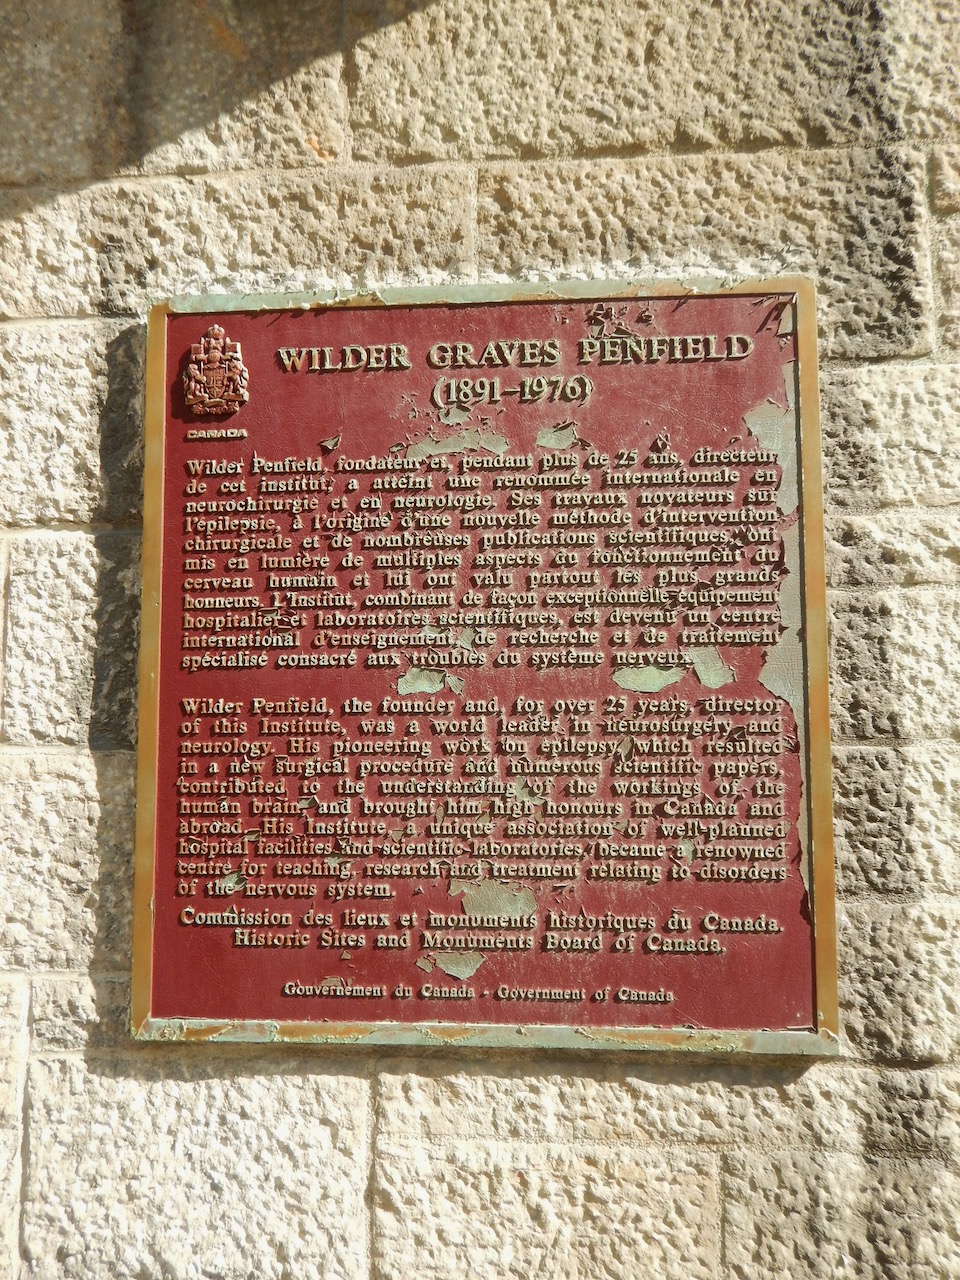 WILDER GRAVES PENFIELD
(1891–1976)
CANADA
Wilder Penfield, fondateur et, pendant plus de 25 ans, directeur
de cet institut, a atteint une renommée internationale en
neurochirurgie et en neurologie. Ses travaux novateurs sur
l'épilepsie, à l'origine d'une nouvelle méthode d'intervention
chirurgicale et de nombreuses publications scientifiques, ont
mis en lumière de multiples aspects du fonctionnement du
cerveau humain et lui ont valu partout les plus grands
honneurs. L'Institut, combinant de façon exceptionnelle équipement
hospitalier et laboratoires scientifiques, est devenu un centre
international d'enseignement, de recherche et de traitement
spécialisé consacré aux troubles du système nerveux.
Wilder Penfield, the founder and, for over 25 years, director
of this Institute, was a world leader in neurosurgery and
neurology. His pioneering work on epilepsy, which resulted
in a new surgical procedure and numerous scientific papers,
contributed to the understanding of the workings of the
human brain and brought him high honours in Canada and
abroad. His Institute, a unique association of well-planned
hospital facilities and scientific laboratories, became a renowned
centre for teaching, research and treatment relating to disorders
of the nervous system.
Commission des lieux et monuments historiques du Canada.
Historic Sites and Monuments Board of Canada.
Gouvernement du Canada - Government of Canada